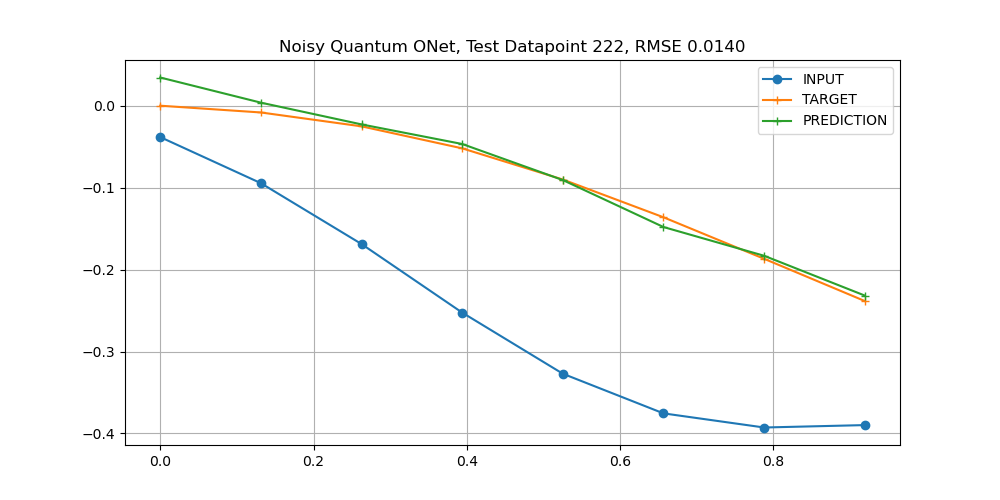 Noisy Quantum ONet, Test Datapoint 222, RMSE 0.0140
INPUT
TARGET
PREDICTION
0.0
−0.1
−0.2
−0.3
−0.4
0.0 0.2 0.4 0.6 0.8